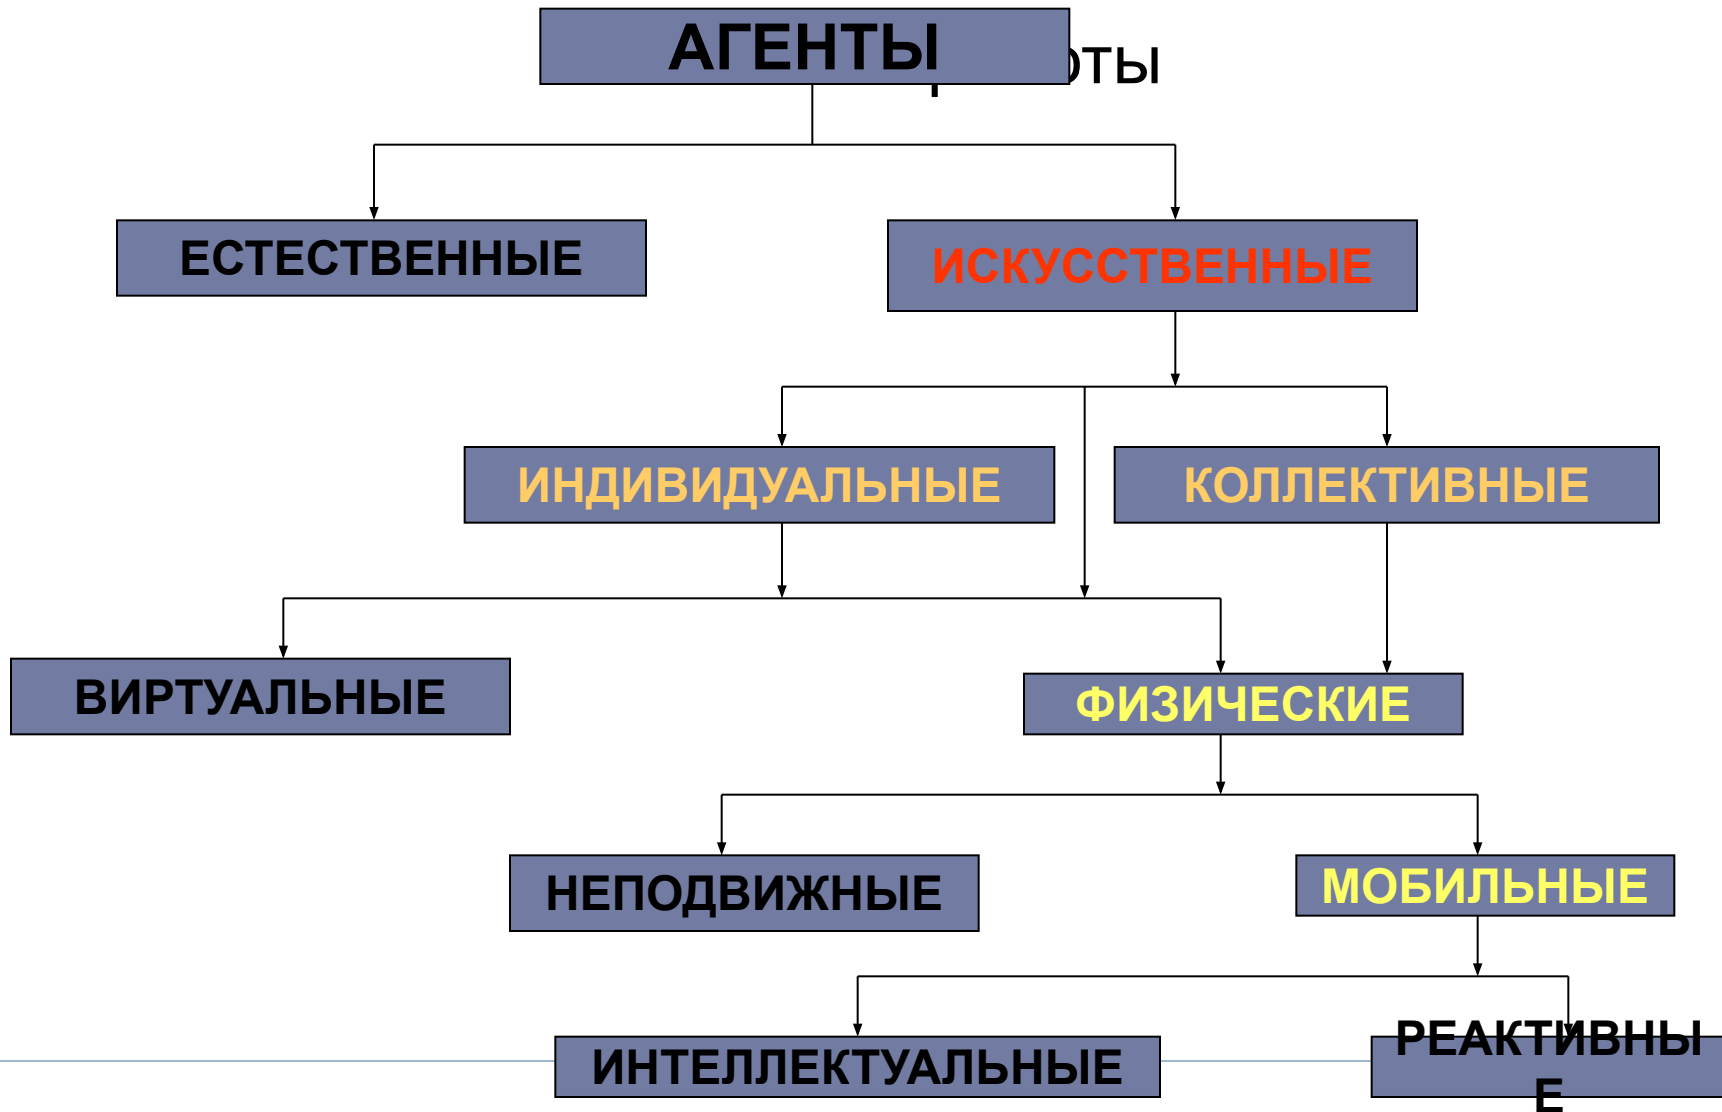 АГЕНТЫ
ЕСТЕСТВЕННЫЕ
ИСКУССТВЕННЫЕ
ИНДИВИДУАЛЬНЫЕ
КОЛЛЕКТИВНЫЕ
ВИРТУАЛЬНЫЕ
ФИЗИЧЕСКИЕ
НЕПОДВИЖНЫЕ
МОБИЛЬНЫЕ
ИНТЕЛЛЕКТУАЛЬНЫЕ
РЕАКТИВНЫ
Е